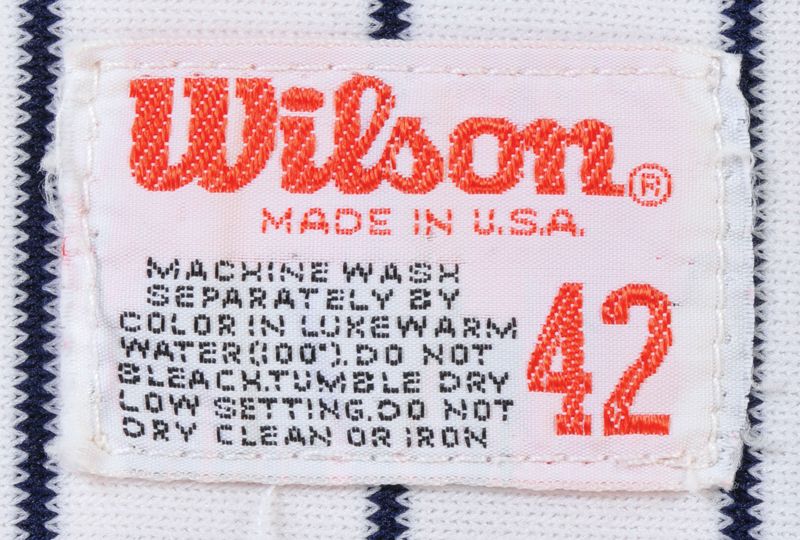 Wilson®
MADE IN U.S.A.
MACHINE WASH
SEPARATELY BY
COLOR IN LUKEWARM
WATER(100°).DO NOT
BLEACH.TUMBLE DRY
LOW SETTING.DO NOT
DRY CLEAN OR IRON
42